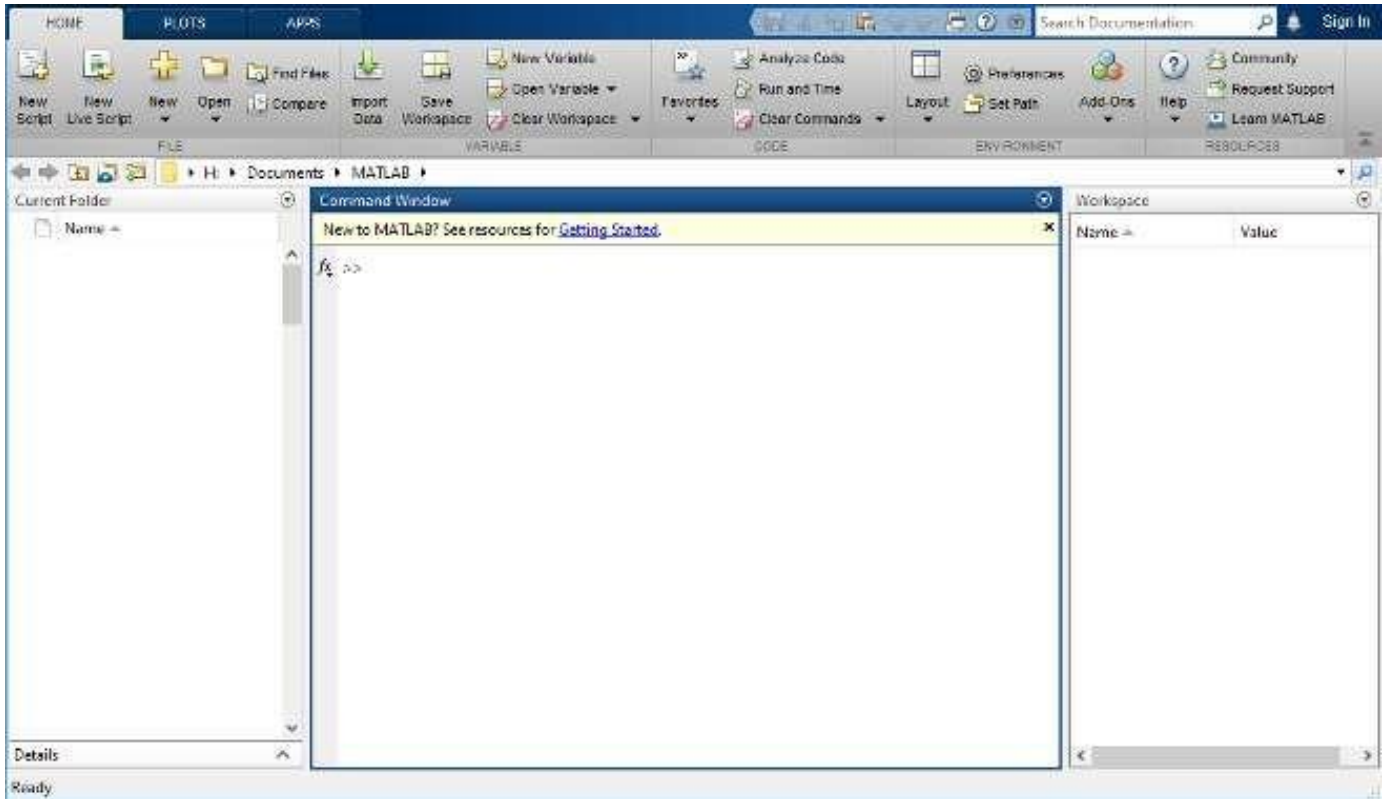 HOME PLOTS APPS Search Documentation Sign In
New Script
New Live Script
New
Open
Find Files
Compare
FILE
Import Data
Save Workspace
New Variable
Open Variable
Clear Workspace
VARIABLE
Favorites
Analyze Code
Run and Time
Clear Commands
CODE
Layout
Preferences
Set Path
ENVIRONMENT
Add-Ons
Help
Community
Request Support
Learn MATLAB
RESOURCES
H: Documents MATLAB
Current Folder
Name
Details
Command Window
New to MATLAB? See resources for Getting Started.
fx >>
Workspace
Name Value
Ready